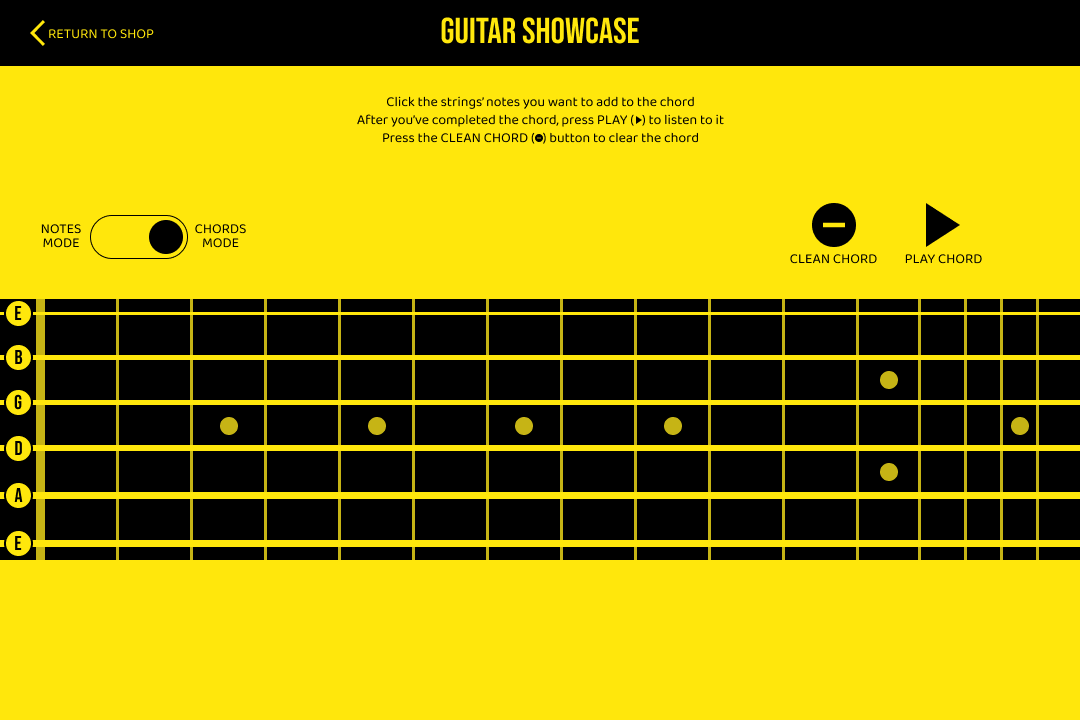 RETURN TO SHOP
GUITAR SHOWCASE
Click the strings' notes you want to add to the chord
After you've completed the chord, press PLAY (▶) to listen to it
Press the CLEAN CHORD (⊖) button to clear the chord
NOTES
MODE
CHORDS
MODE
CLEAN CHORD
PLAY CHORD
E
B
G
D
A
E